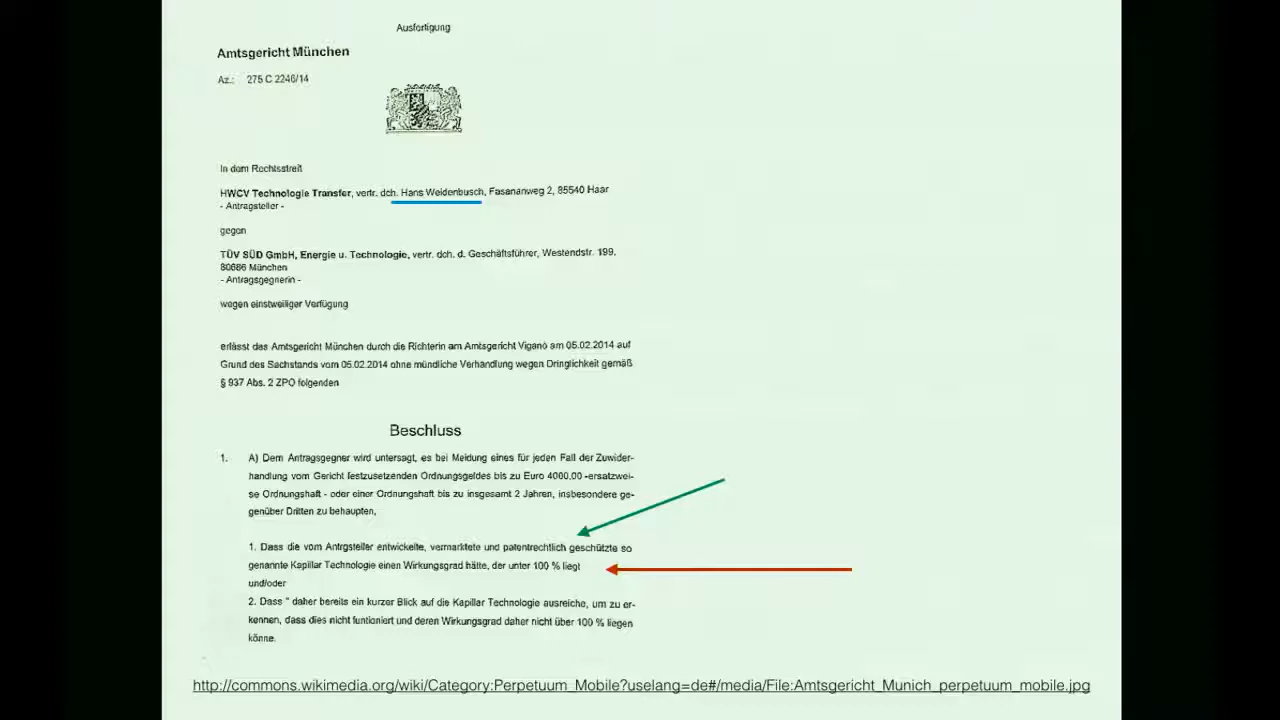 Ausfertigung
Amtsgericht München
Az.: 275 C 2246/14
In dem Rechtsstreit
HWCV Technologie Transfer, vertr. dch. Hans Weidenbusch, Fasananweg 2, 85540 Haar
- Antragsteller -
gegen
TÜV SÜD GmbH, Energie u. Technologie, vertr. dch. d. Geschäftsführer, Westendstr. 199,
80686 München
- Antragsgegnerin -
wegen einstweiliger Verfügung
erlässt das Amtsgericht München durch die Richterin am Amtsgericht Viganò am 05.02.2014 auf
Grund des Sachstands vom 05.02.2014 ohne mündliche Verhandlung wegen Dringlichkeit gemäß
§ 937 Abs. 2 ZPO folgenden
Beschluss
1. A) Dem Antragsgegner wird untersagt, es bei Meidung eines für jeden Fall der Zuwider-
handlung vom Gericht festzusetzenden Ordnungsgeldes bis zu Euro 4000,00 -ersatzwei-
se Ordnungshaft - oder einer Ordnungshaft bis zu insgesamt 2 Jahren, insbesondere ge-
genüber Dritten zu behaupten,
1. Dass die vom Antrgsteller entwickelte, vermarktete und patentrechtlich geschützte so
genannte Kapillar Technologie einen Wirkungsgrad hätte, der unter 100 % liegt
und/oder
2. Dass " daher bereits ein kurzer Blick auf die Kapillar Technologie ausreiche, um zu er-
kennen, dass dies nicht funtioniert und deren Wirkungsgrad daher nicht über 100 % liegen
könne.
http://commons.wikimedia.org/wiki/Category:Perpetuum_Mobile?uselang=de#/media/File:Amtsgericht_Munich_perpetuum_mobile.jpg